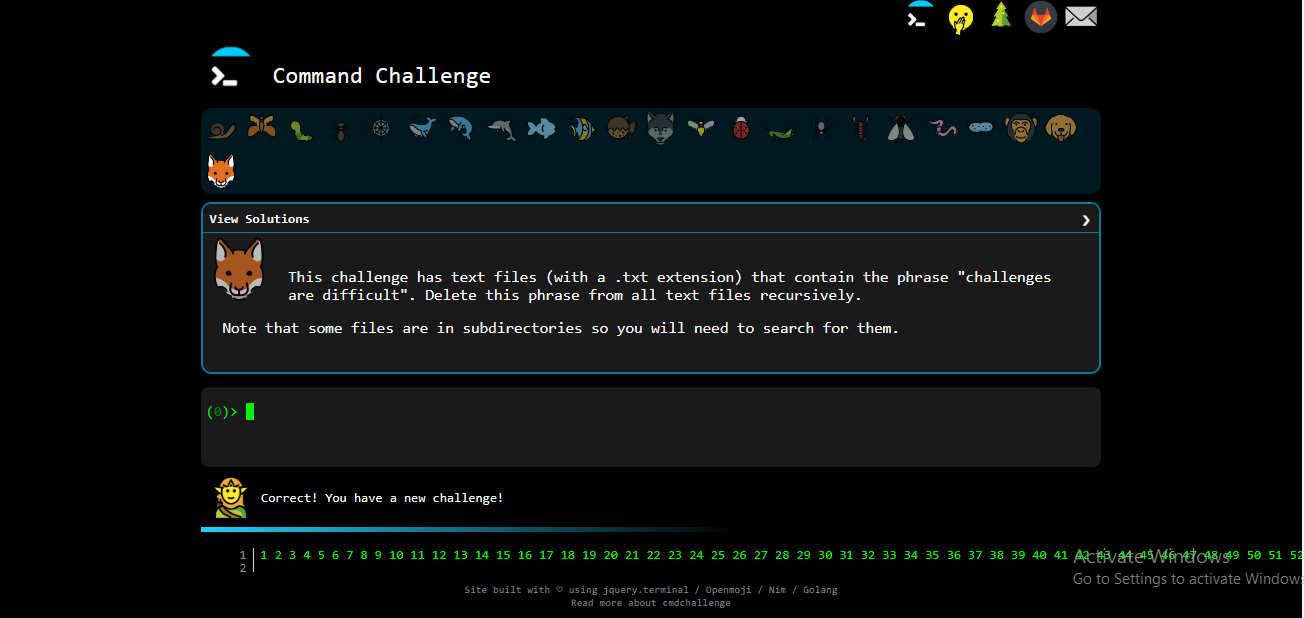 Command Challenge
View Solutions
This challenge has text files (with a .txt extension) that contain the phrase "challenges
are difficult". Delete this phrase from all text files recursively.
Note that some files are in subdirectories so you will need to search for them.
(0)>
Correct! You have a new challenge!
1 1 2 3 4 5 6 7 8 9 10 11 12 13 14 15 16 17 18 19 20 21 22 23 24 25 26 27 28 29 30 31 32 33 34 35 36 37 38 39 40 41 42 43 44 45 46 47 48 49 50 51 52
2
Activate Windows
Go to Settings to activate Windows
Site built with ♡ using jquery.terminal / Openmoji / Nim / Golang
Read more about cmdchallenge